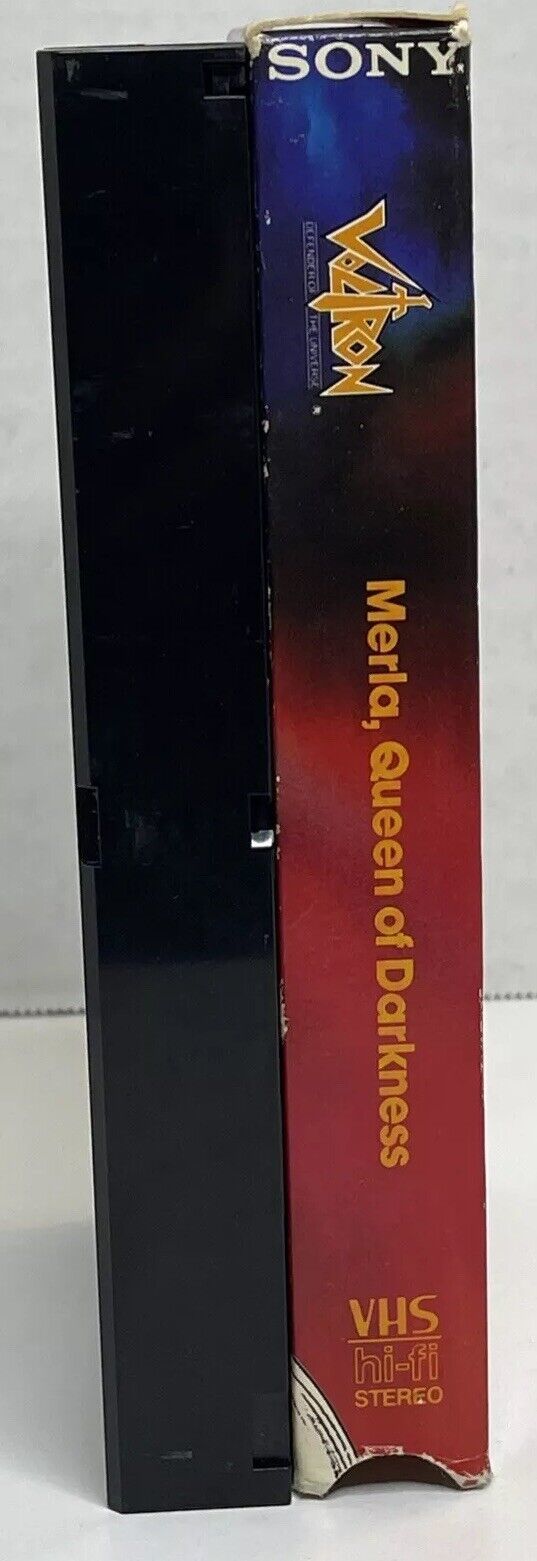 SONY
VOLTRON
DEFENDER OF THE UNIVERSE
®
Merla, Queen of Darkness
VHS
hi-fi
STEREO